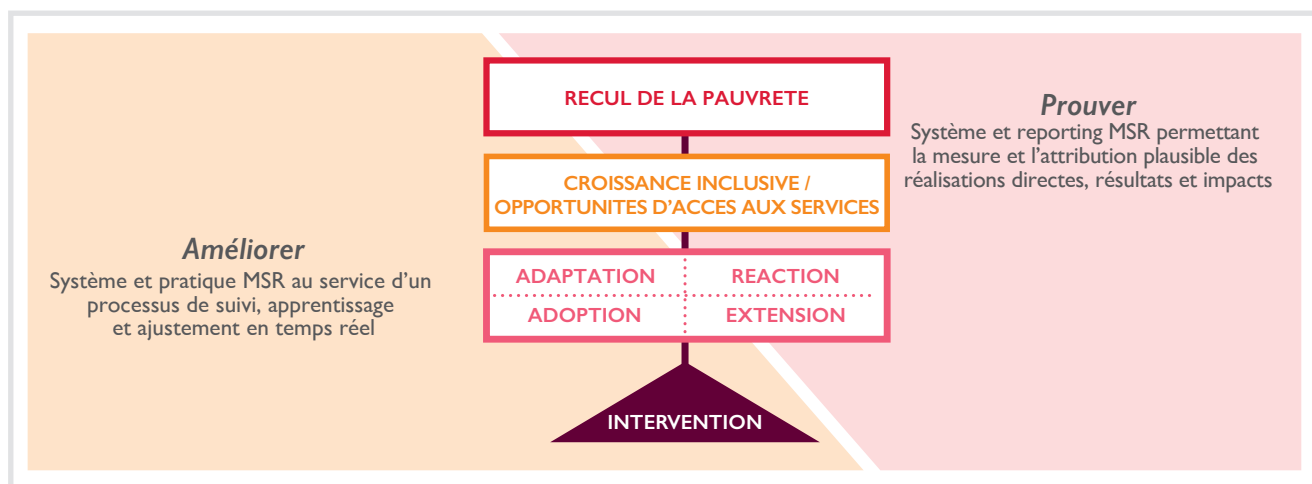 RECUL DE LA PAUVRETE
Prouver
Système et reporting MSR permettant
la mesure et l’attribution plausible des
réalisations directes, résultats et impacts
CROISSANCE INCLUSIVE /
OPPORTUNITES D’ACCES AUX SERVICES
Améliorer
Système et pratique MSR au service d’un
processus de suivi, apprentissage
et ajustement en temps réel
ADAPTATION
REACTION
ADOPTION
EXTENSION
INTERVENTION